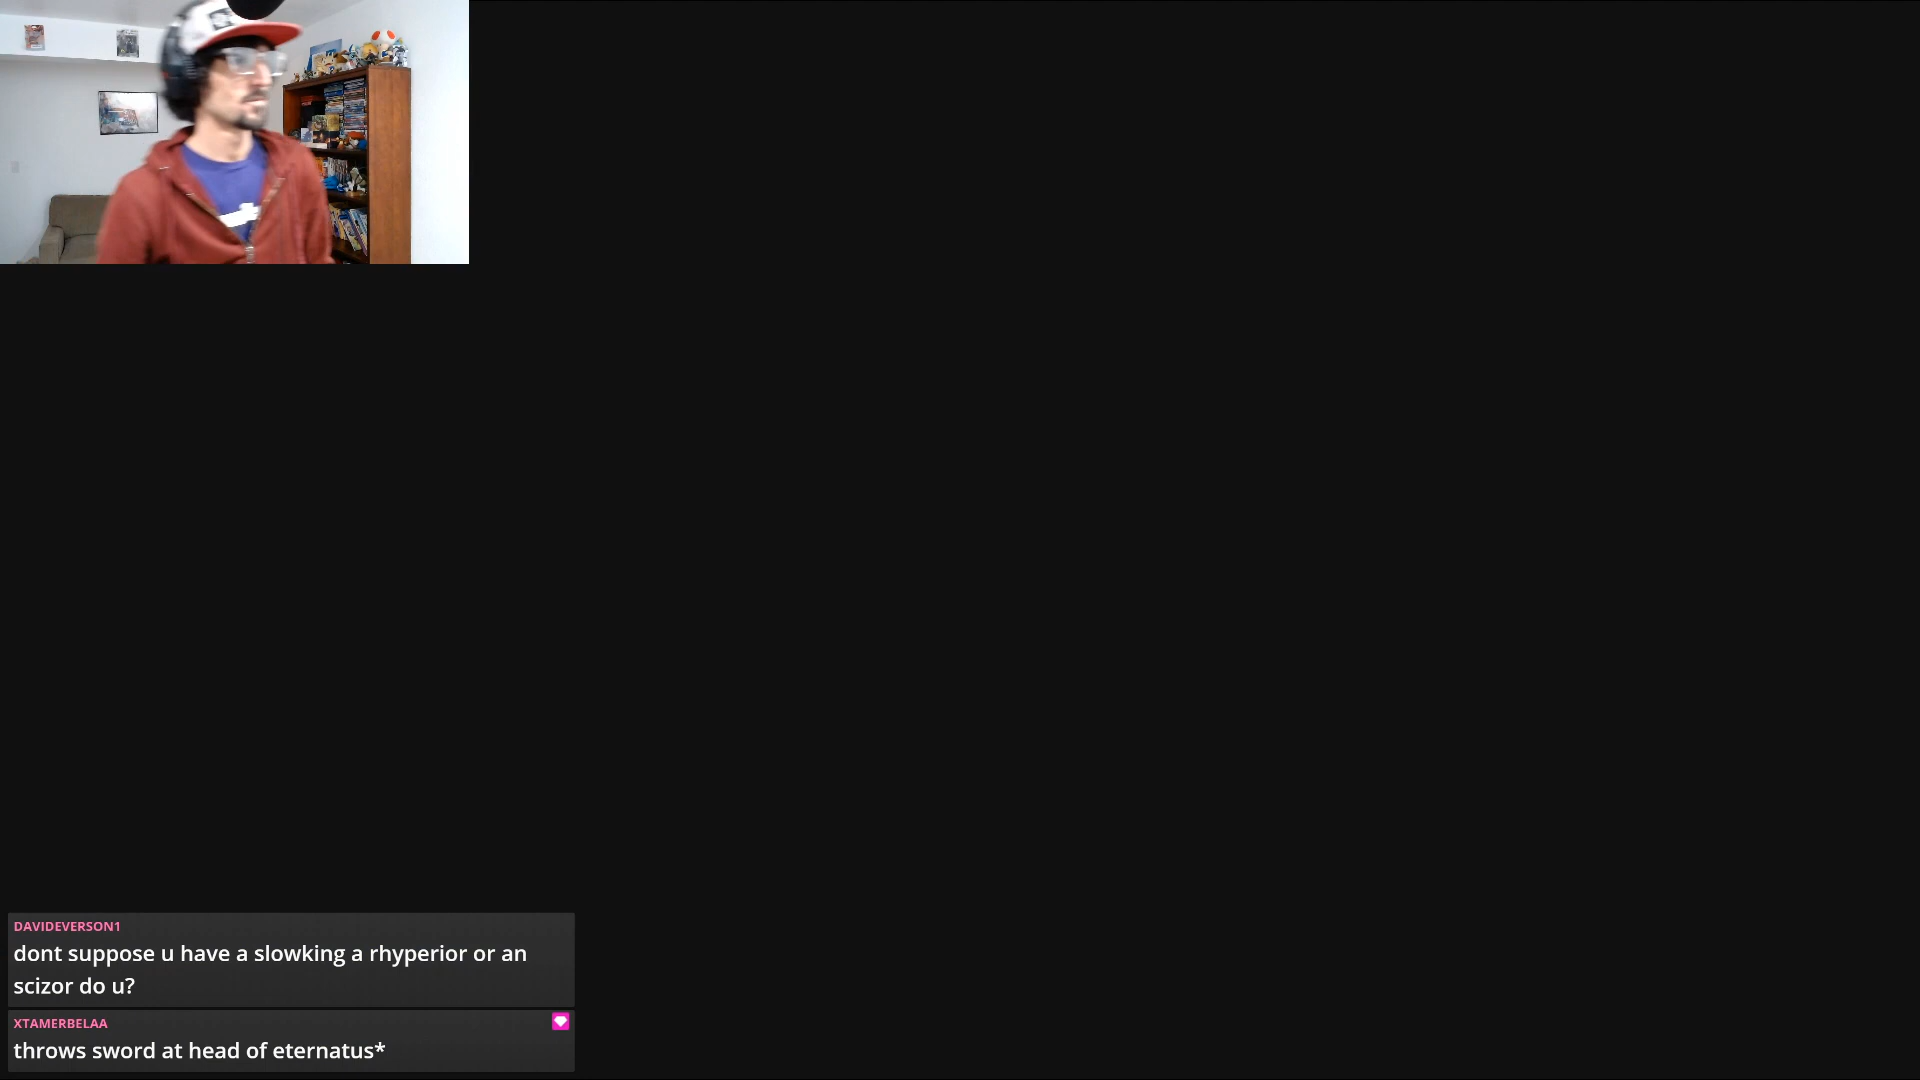 DAVIDEVERSON1
dont suppose u have a slowking a rhyperior or an
scizor do u?
XTAMERBELAA
throws sword at head of eternatus*